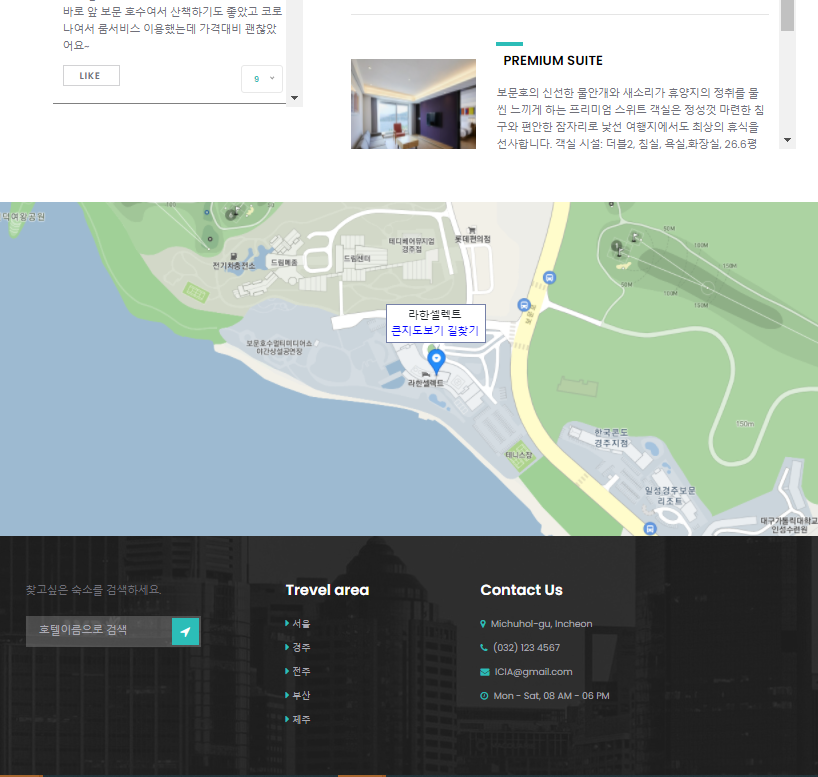 바로 앞 보문 호수여서 산책하기도 좋았고 코로
나여서 룸서비스 이용했는데 가격대비 괜찮았
어요~
LIKE
9
PREMIUM SUITE
보문호의 신선한 물안개와 새소리가 휴양지의 정취를 물
씬 느끼게 하는 프리미엄 스위트 객실은 정성껏 마련한 침
구와 편안한 잠자리로 낯선 여행지에서도 최상의 휴식을
선사합니다. 객실 시설: 더블2, 침실, 욕실,화장실, 26.6평
덕여왕공원
전기차충전소
드림페출
드림센터
테디베어뮤지엄
경주점
롯데편의점
50M
100M
150M
50M
100M
150M
보문로
라한셀렉트
큰지도보기 길찾기
보문호수멀티미디어쇼
야간상설공연장
라한셀렉트
테니스장
한국콘도
경주지점
150m
일성경주보문
리조트
대구가톨릭대학교
인성수련원
찾고싶은 숙소를 검색하세요.
호텔이름으로 검색
Trevel area
서울
경주
전주
부산
제주
Contact Us
Michuhol-gu, Incheon
(032) 123 4567
ICIA@gmail.com
Mon - Sat, 08 AM - 06 PM